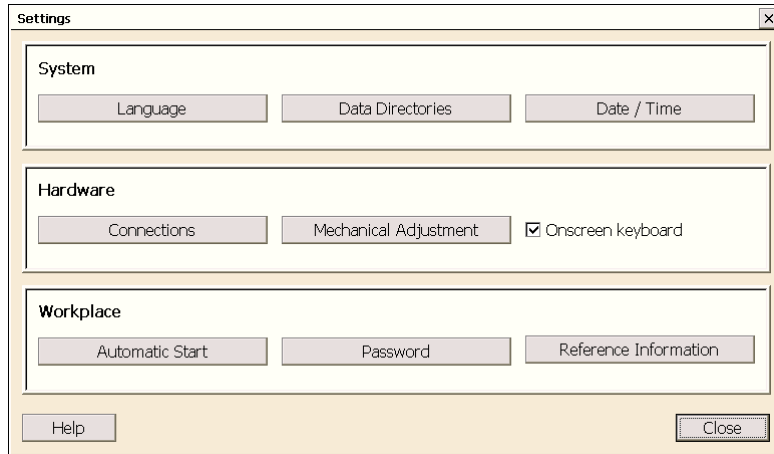 Settings
System
Language Data Directories Date / Time
Hardware
Connections Mechanical Adjustment Onscreen keyboard
Workplace
Automatic Start Password Reference Information
Help Close